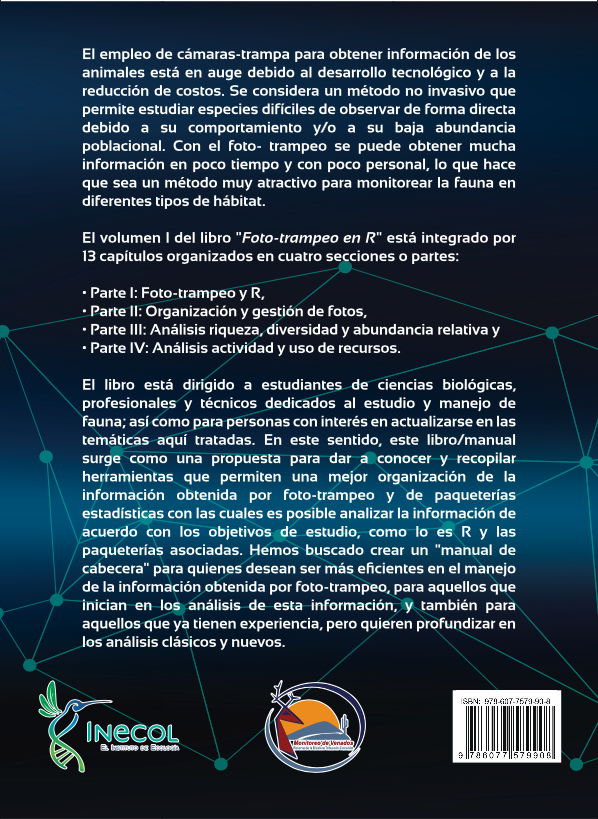 El empleo de cámaras-trampa para obtener información de los
animales está en auge debido al desarrollo tecnológico y a la
reducción de costos. Se considera un método no invasivo que
permite estudiar especies difíciles de observar de forma directa
debido a su comportamiento y/o a su baja abundancia
poblacional. Con el foto- trampeo se puede obtener mucha
información en poco tiempo y con poco personal, lo que hace
que sea un método muy atractivo para monitorear la fauna en
diferentes tipos de hábitat.
El volumen I del libro "Foto-trampeo en R" está integrado por
13 capítulos organizados en cuatro secciones o partes:
• Parte I: Foto-trampeo y R,
• Parte II: Organización y gestión de fotos,
• Parte III: Análisis riqueza, diversidad y abundancia relativa y
• Parte IV: Análisis actividad y uso de recursos.
El libro está dirigido a estudiantes de ciencias biológicas,
profesionales y técnicos dedicados al estudio y manejo de
fauna; así como para personas con interés en actualizarse en las
temáticas aquí tratadas. En este sentido, este libro/manual
surge como una propuesta para dar a conocer y recopilar
herramientas que permiten una mejor organización de la
información obtenida por foto-trampeo y de paqueterías
estadísticas con las cuales es posible analizar la información de
acuerdo con los objetivos de estudio, como lo es R y las
paqueterías asociadas. Hemos buscado crear un "manual de
cabecera" para quienes desean ser más eficientes en el manejo
de la información obtenida por foto-trampeo, para aquellos que
inician en los análisis de esta información, y también para
aquellos que ya tienen experiencia, pero quieren profundizar en
los análisis clásicos y nuevos.
INECOL
EL INSTITUTO DE ECOLOGÍA
Monitoreo de Venados
ISBN: 978-607-7579-90-8
9 786077 579908